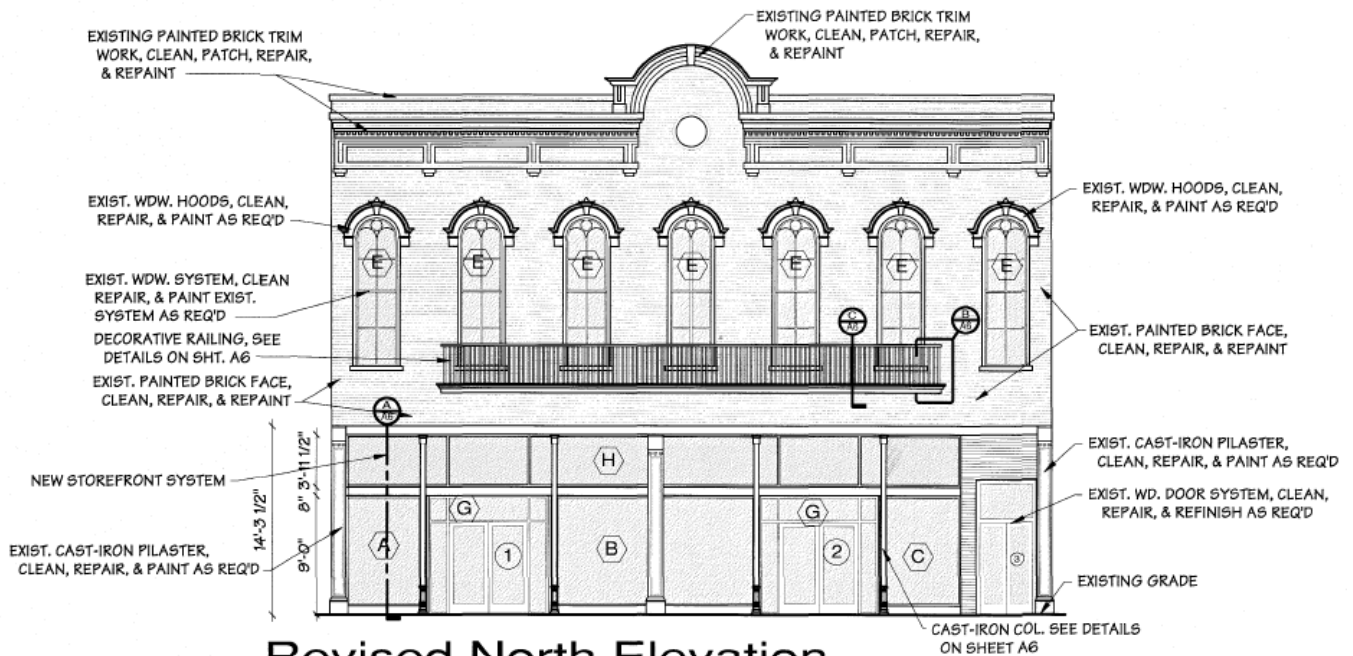 EXISTING PAINTED BRICK TRIM
WORK, CLEAN, PATCH, REPAIR,
& REPAINT
EXISTING PAINTED BRICK TRIM
WORK, CLEAN, PATCH, REPAIR,
& REPAINT
EXIST. WDW. HOODS, CLEAN,
REPAIR, & PAINT AS REQ'D
EXIST. WDW. HOODS, CLEAN,
REPAIR, & PAINT AS REQ'D
E E E E E E E
EXIST. WDW. SYSTEM, CLEAN
REPAIR, & PAINT EXIST.
SYSTEM AS REQ'D
DECORATIVE RAILING, SEE
DETAILS ON SHT. A6
C
A6
B
A6
EXIST. PAINTED BRICK FACE,
CLEAN, REPAIR, & REPAINT
EXIST. PAINTED BRICK FACE,
CLEAN, REPAIR, & REPAINT
A
A6
NEW STOREFRONT SYSTEM
14'-3 1/2"
3'-11 1/2"
8"
9'-0"
H
EXIST. CAST-IRON PILASTER,
CLEAN, REPAIR, & PAINT AS REQ'D
EXIST. WD. DOOR SYSTEM, CLEAN,
REPAIR, & REFINISH AS REQ'D
G
G
EXIST. CAST-IRON PILASTER,
CLEAN, REPAIR, & PAINT AS REQ'D
A
1
B
2
C
3
EXISTING GRADE
CAST-IRON COL. SEE DETAILS
ON SHEET A6
Revised North Elevation